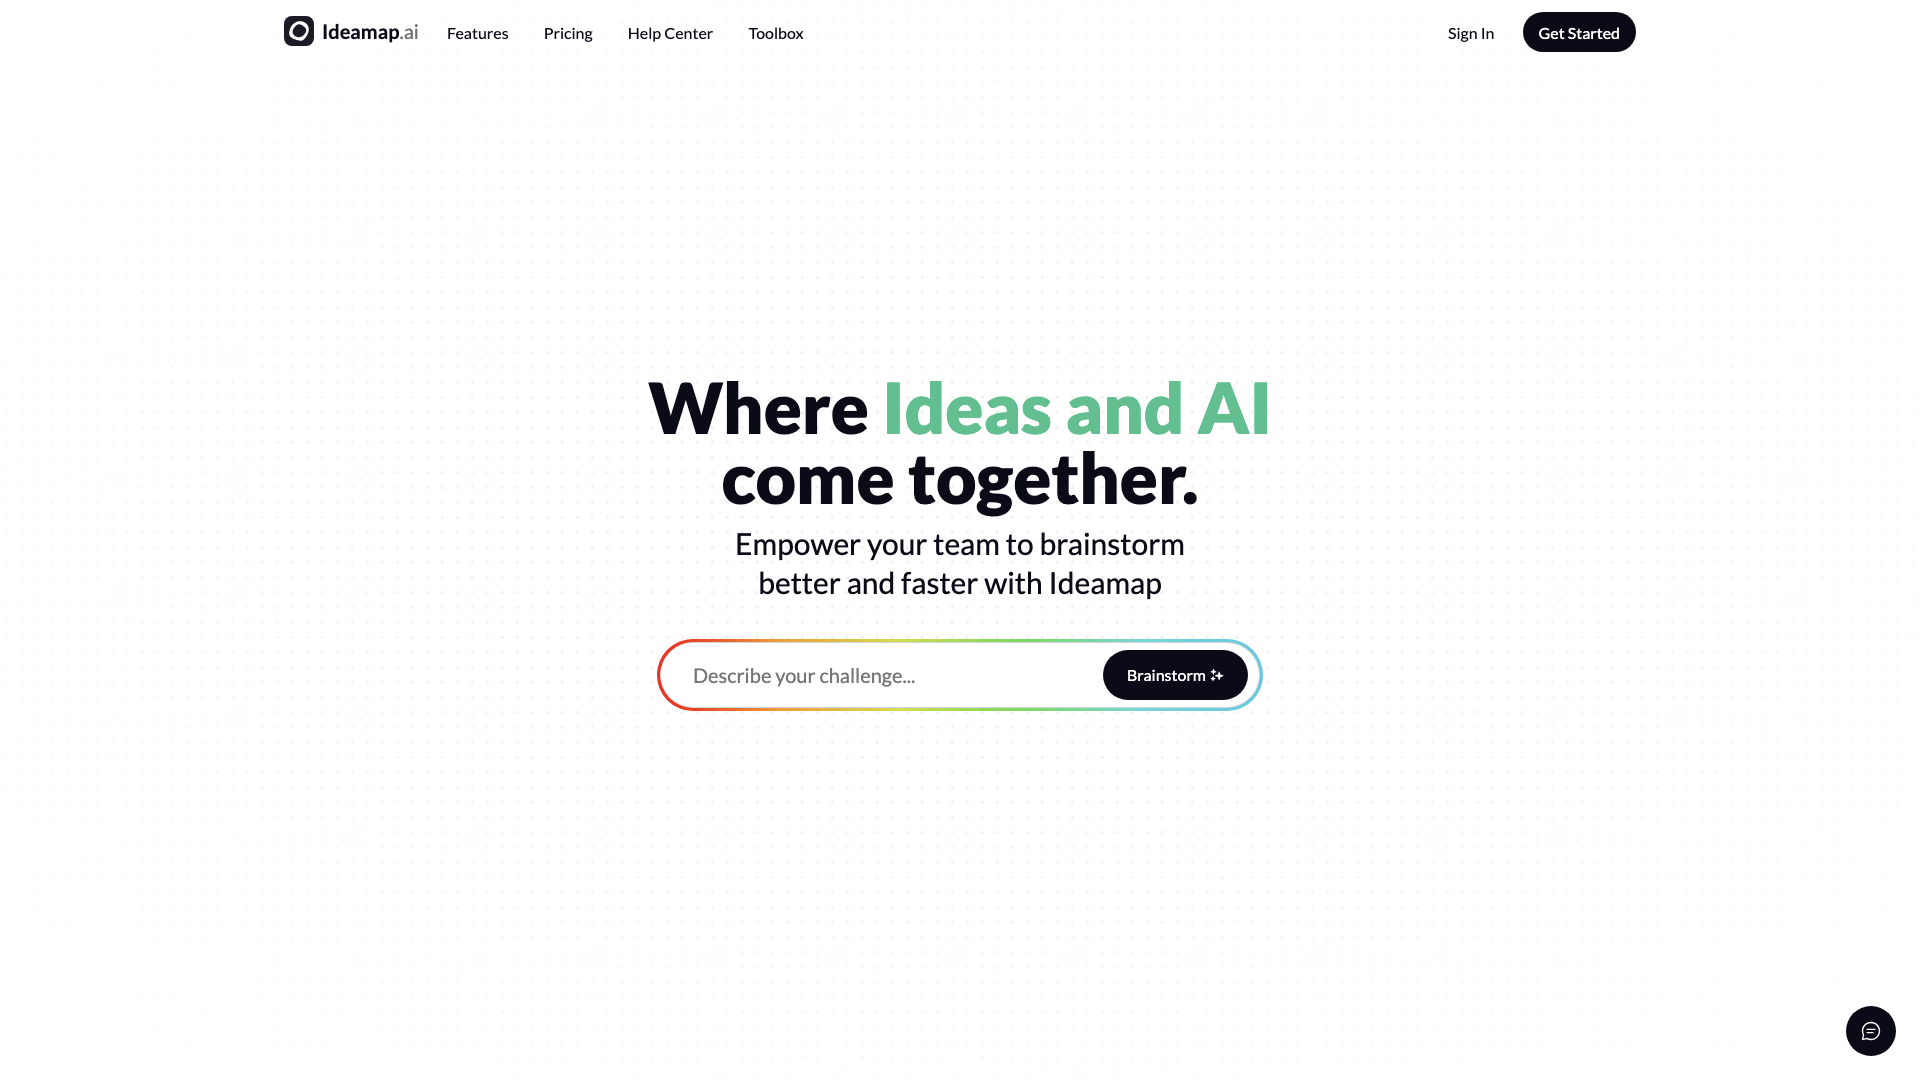 Ideamap.ai
Features
Pricing
Help Center
Toolbox
Sign In
Get Started
Where Ideas and AI
come together.
Empower your team to brainstorm
better and faster with Ideamap
Describe your challenge...
Brainstorm